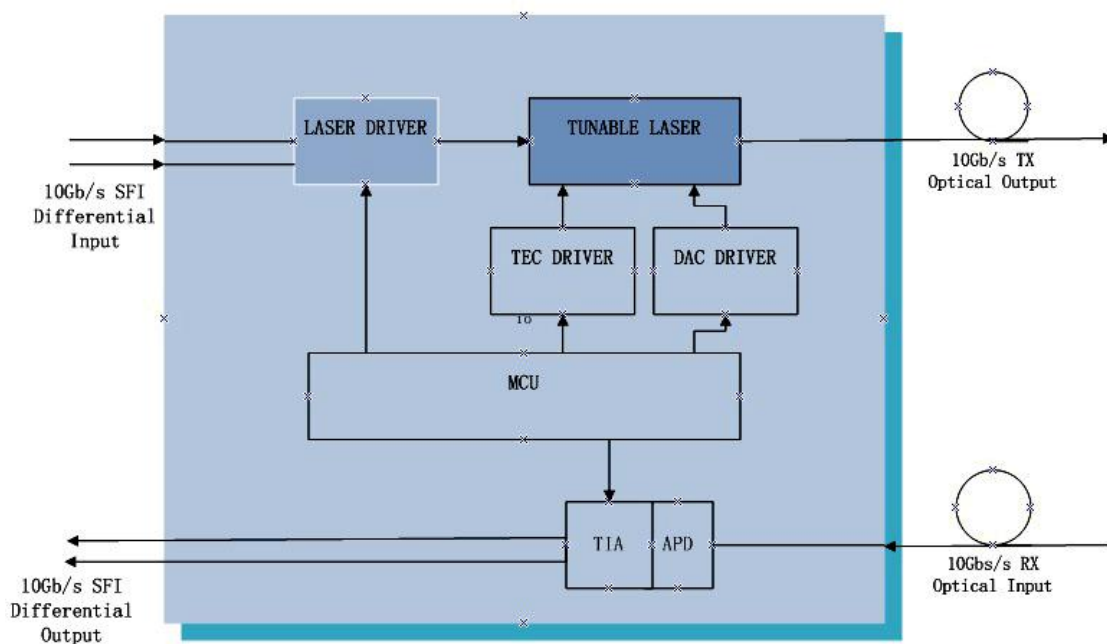 LASER DRIVER
TUNABLE LASER
10Gb/s TX
Optical Output
10Gb/s SFI
Differential
Input
TEC DRIVER
DAC DRIVER
IO
MCU
TIA
APD
10Gbs/s RX
Optical Input
10Gb/s SFI
Differential
Output